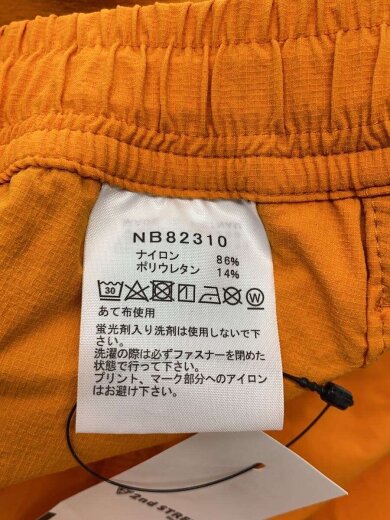 NB82310
ナイロン 86%
ポリウレタン 14%
30
W
あて布使用
蛍光剤入り洗剤は使用しないで下
さい。
洗濯の際は必ずファスナーを閉じた
状態で行って下さい。
プリント、マーク部分へのアイロン
はお避け下さい。
2nd STRE